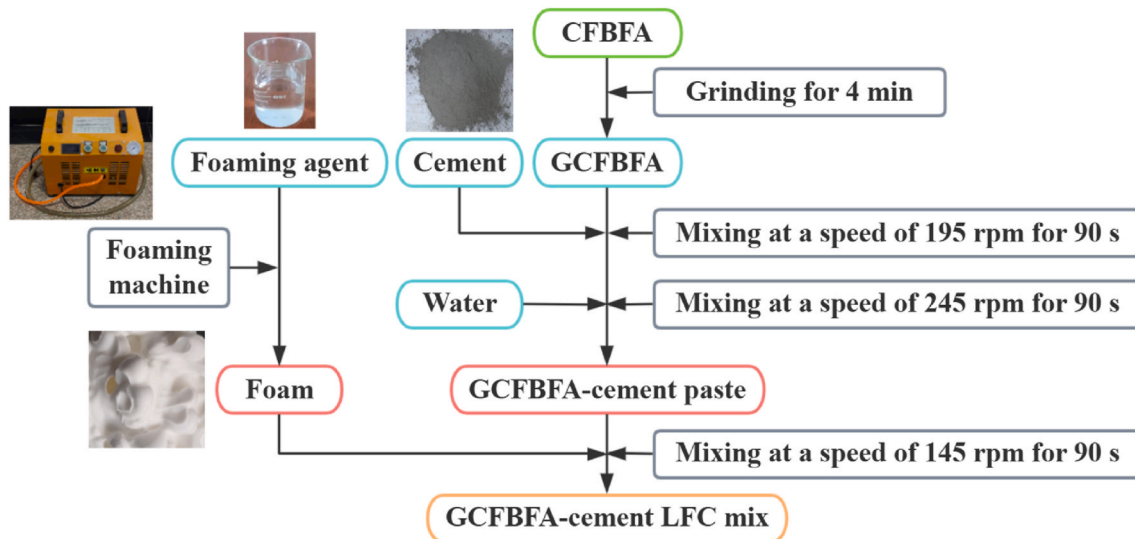 CFBFA
Grinding for 4 min
Foaming agent
Cement
GCFBFA
Foaming
machine
Mixing at a speed of 195 rpm for 90 s
Water
Mixing at a speed of 245 rpm for 90 s
Foam
GCFBFA-cement paste
Mixing at a speed of 145 rpm for 90 s
GCFBFA-cement LFC mix